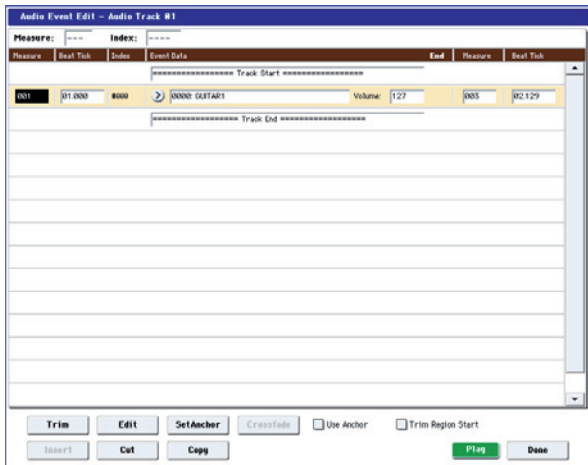 Audio Event Edit - Audio Track #1
Measure: --- Index: ----
Measure Beat Tick Index Event Data End Measure Beat Tick
================= Track Start =================
001 01.000 #000 0000: GUITAR1 Volume: 127 003 02.129
================== Track End ==================
Trim Edit SetAnchor Crossfade Use Anchor Trim Region Start
Insert Cut Copy Play Done